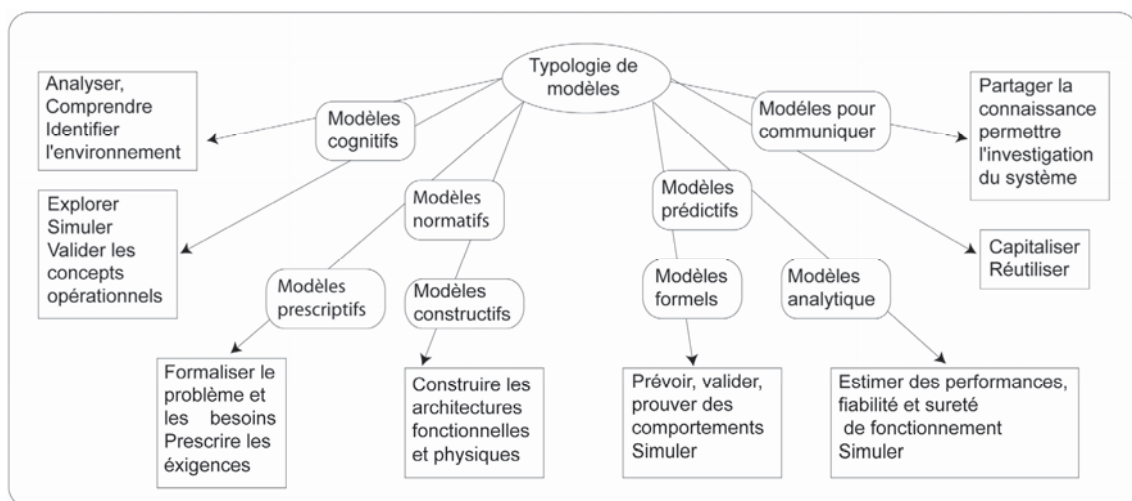 Typologie de
modèles
Analyser,
Comprendre
Identifier
l'environnement
Modèles
cognitifs
Modéles pour
communiquer
Partager la
connaissance
permettre
l'investigation
du système
Explorer
Simuler
Valider les
concepts
opérationnels
Modèles
normatifs
Modèles
prédictifs
Capitaliser
Réutiliser
Modèles
prescriptifs
Modèles
constructifs
Modèles
formels
Modèles
analytique
Formaliser le
problème et
les besoins
Prescrire les
éxigences
Construire les
architectures
fonctionnelles
et physiques
Prévoir, valider,
prouver des
comportements
Simuler
Estimer des performances,
fiabilité et sureté
de fonctionnement
Simuler